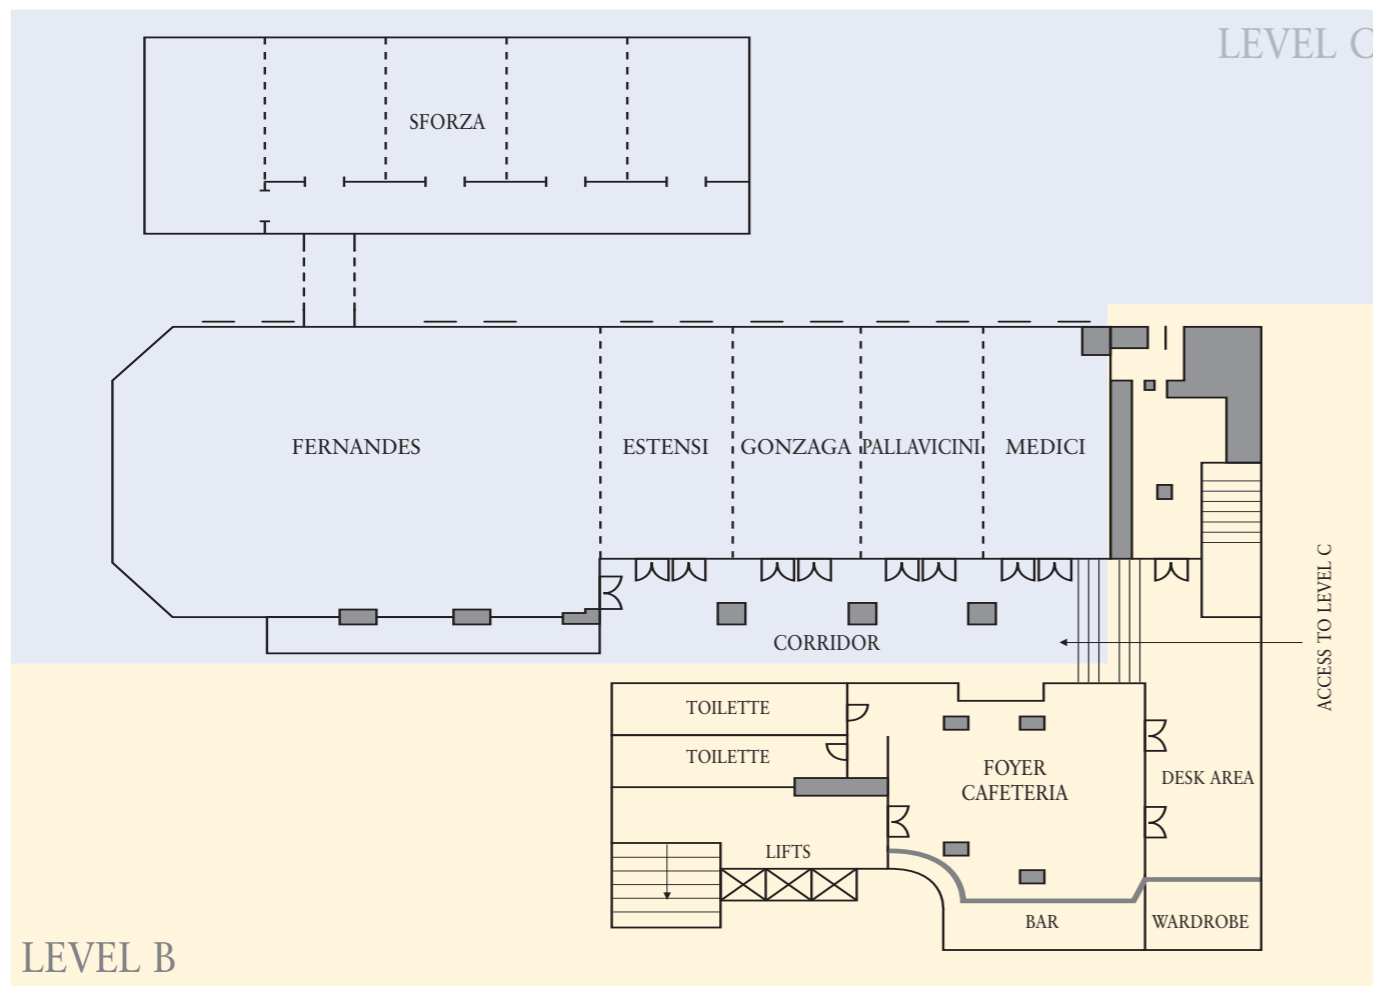 LEVEL C
SFORZA
FERNANDES
ESTENSI
GONZAGA
PALLAVICINI
MEDICI
CORRIDOR
ACCESS TO LEVEL C
TOILETTE
TOILETTE
FOYER
CAFETERIA
DESK AREA
LIFTS
BAR
WARDROBE
LEVEL B